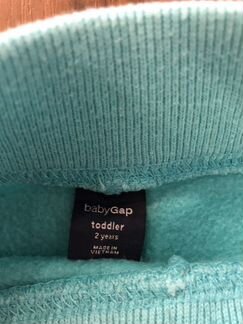 babyGap
toddler
2 years
MADE IN
VIETNAM